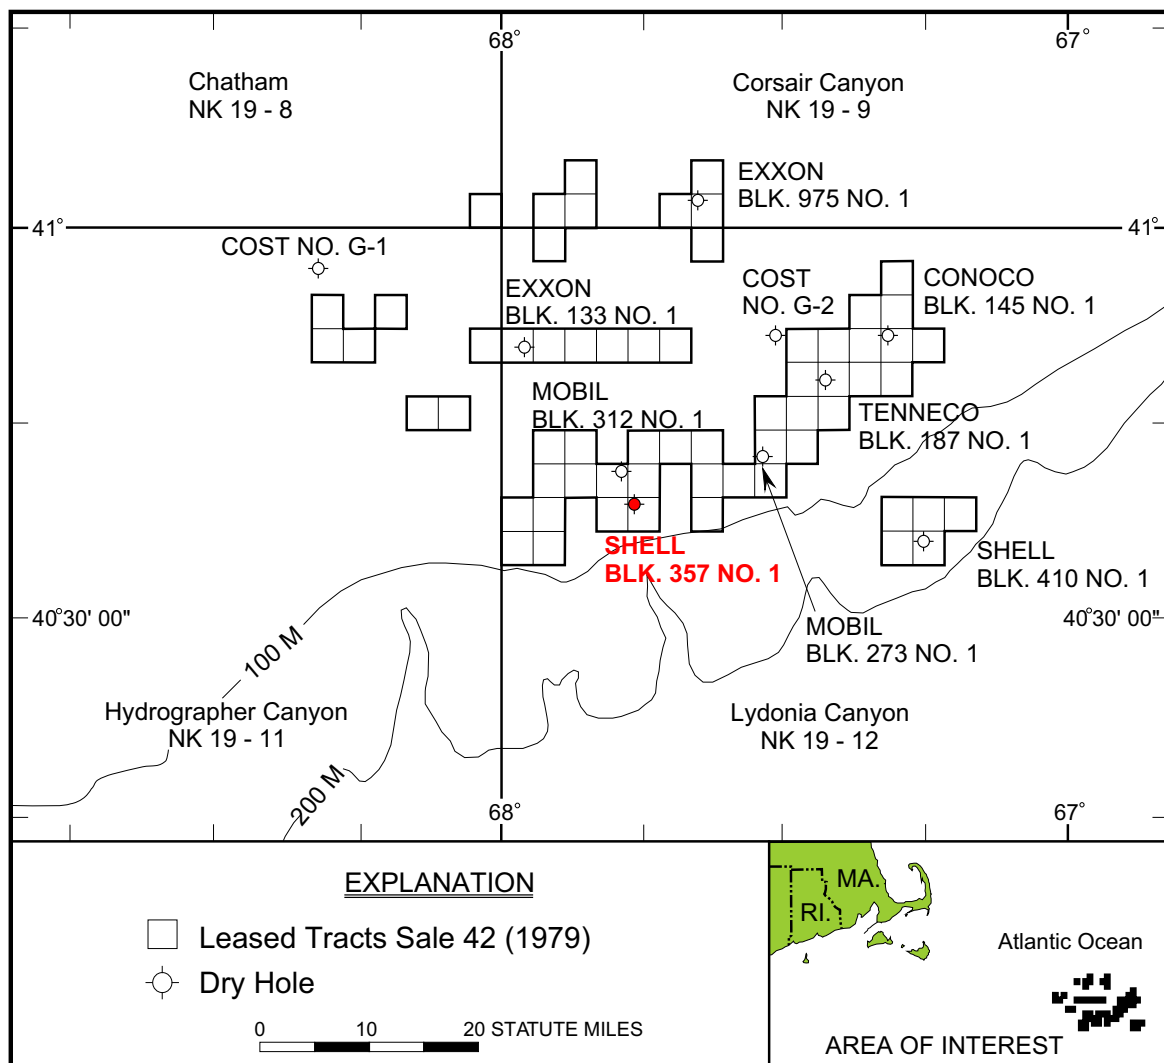 68°
67°
Chatham
NK 19 - 8
Corsair Canyon
NK 19 - 9
EXXON
BLK. 975 NO. 1
41°
41°
COST NO. G-1
EXXON
BLK. 133 NO. 1
COST
NO. G-2
CONOCO
BLK. 145 NO. 1
MOBIL
BLK. 312 NO. 1
TENNECO
BLK. 187 NO. 1
SHELL
BLK. 357 NO. 1
SHELL
BLK. 410 NO. 1
40°30' 00"
40°30' 00"
MOBIL
BLK. 273 NO. 1
100 M
Hydrographer Canyon
NK 19 - 11
Lydonia Canyon
NK 19 - 12
200 M
68°
67°
EXPLANATION
Leased Tracts Sale 42 (1979)
Dry Hole
0 10 20 STATUTE MILES
MA.
RI.
Atlantic Ocean
AREA OF INTEREST